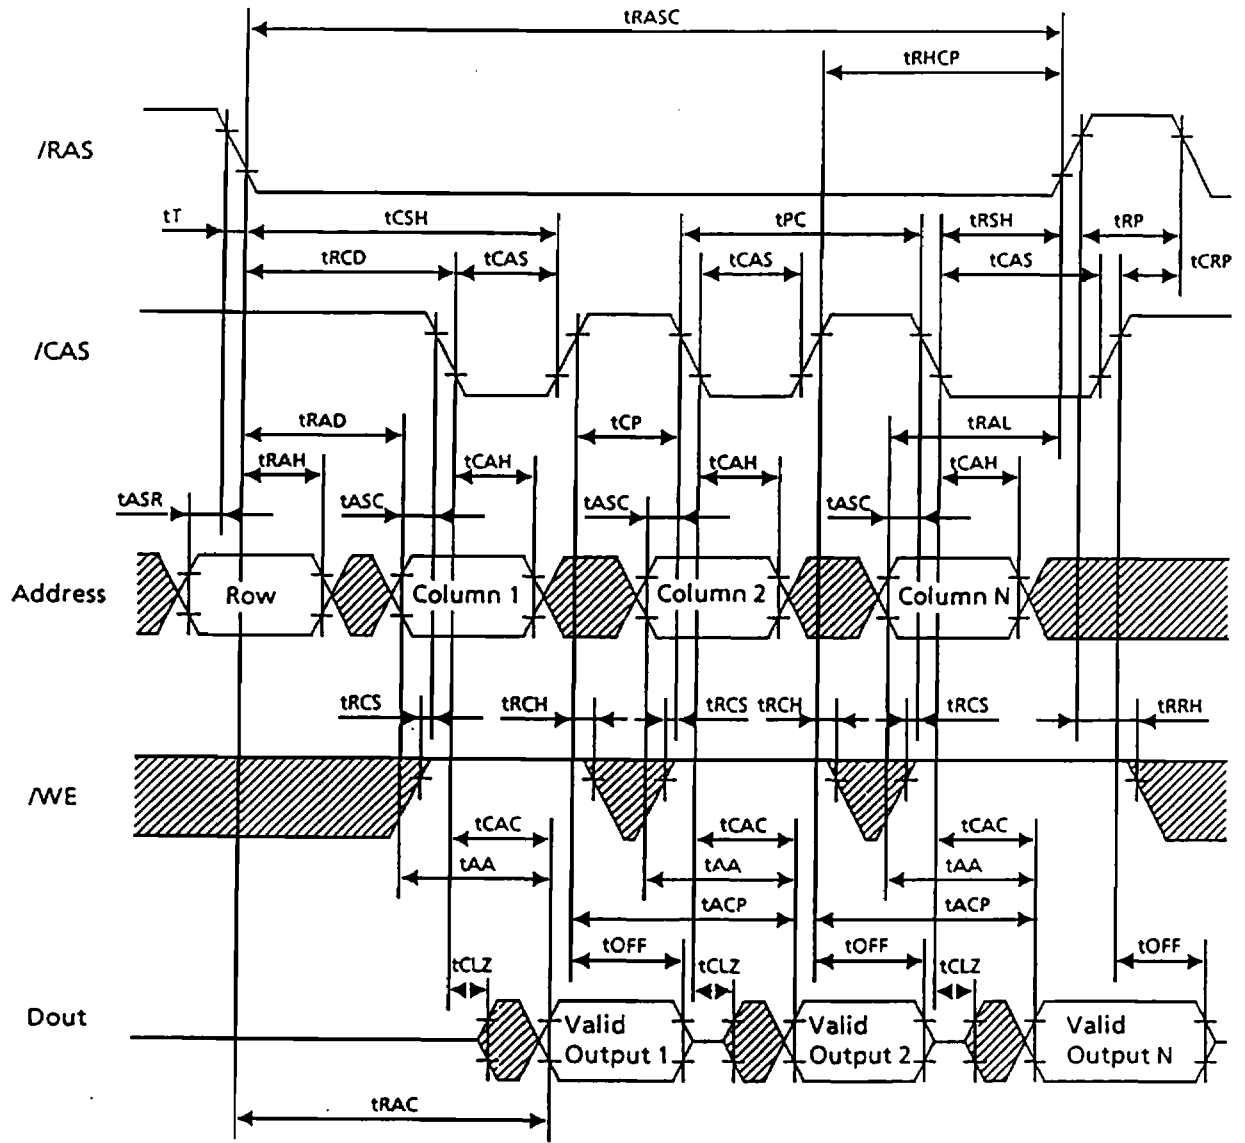 tRASC
tRHCP
/RAS
tT
tCSH
tPC
tRSH
tRP
tRCD
tCAS
tCAS
tCAS
tCRP
/CAS
tRAD
tCP
tRAL
tRAH
tCAH
tCAH
tCAH
tASR
tASC
tASC
tASC
Address
Row
Column 1
Column 2
Column N
tRCS
tRCH
tRCS
tRCH
tRCS
tRRH
/WE
tCAC
tCAC
tCAC
tAA
tAA
tAA
tACP
tACP
tOFF
tOFF
tOFF
tCLZ
tCLZ
tCLZ
Dout
Valid
Output 1
Valid
Output 2
Valid
Output N
tRAC